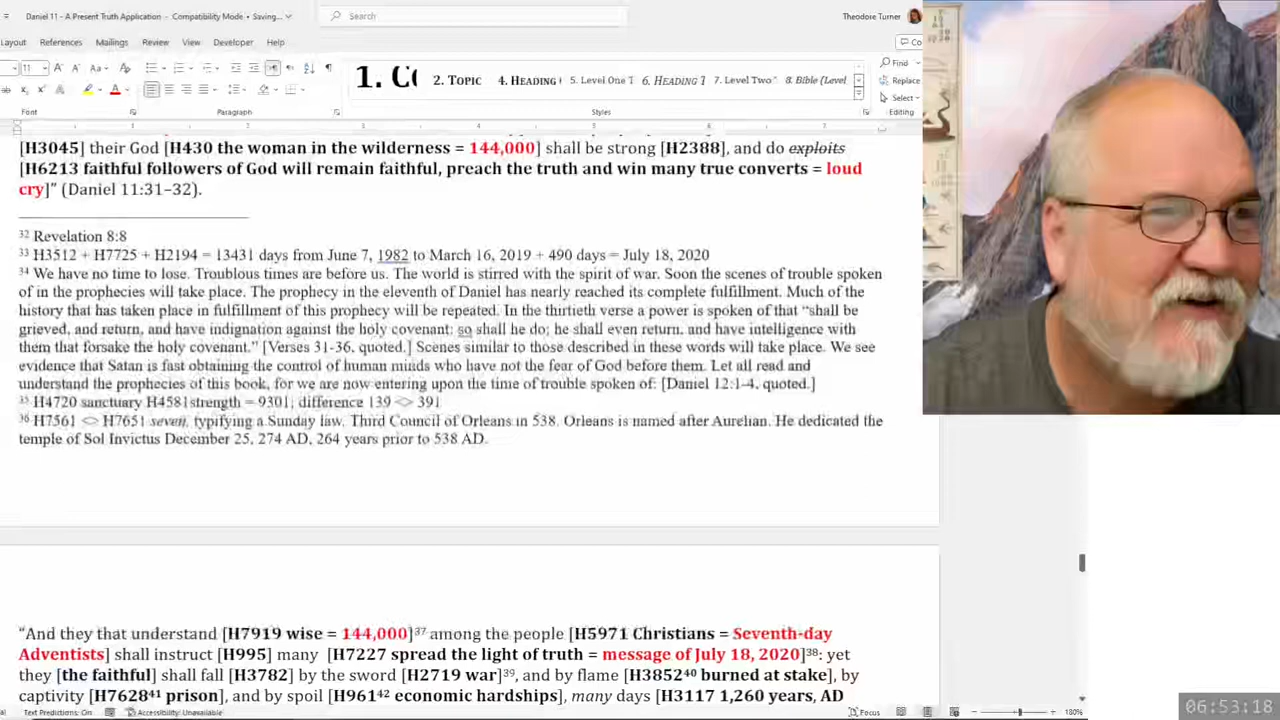 Daniel 11 - A Present Truth Application - Compatibility Mode • Saving...
Search
Theodore Turner
Layout References Mailings Review View Developer Help
Co
11 A A Aa
1. Co 2. TOPIC 4. HEADING 5. Level One T 6. HEADING T 7. Level Two 8. Bible (Level
Find
Replace
Select
Font Paragraph Styles Editing
[H3045] their God [H430 the woman in the wilderness = 144,000] shall be strong [H2388], and do exploits
[H6213 faithful followers of God will remain faithful, preach the truth and win many true converts = loud
cry]” (Daniel 11:31–32).
32 Revelation 8:8
33 H3512 + H7725 + H2194 = 13431 days from June 7, 1982 to March 16, 2019 + 490 days = July 18, 2020
34 We have no time to lose. Troublous times are before us. The world is stirred with the spirit of war. Soon the scenes of trouble spoken
of in the prophecies will take place. The prophecy in the eleventh of Daniel has nearly reached its complete fulfillment. Much of the
history that has taken place in fulfillment of this prophecy will be repeated. In the thirtieth verse a power is spoken of that “shall be
grieved, and return, and have indignation against the holy covenant: so shall he do; he shall even return, and have intelligence with
them that forsake the holy covenant.” [Verses 31-36, quoted.] Scenes similar to those described in these words will take place. We see
evidence that Satan is fast obtaining the control of human minds who have not the fear of God before them. Let all read and
understand the prophecies of this book, for we are now entering upon the time of trouble spoken of: [Daniel 12:1-4, quoted.]
35 H4720 sanctuary H4581strength = 9301; difference 139 <> 391
36 H7561 <> H7651 seven, typifying a Sunday law. Third Council of Orleans in 538. Orleans is named after Aurelian. He dedicated the
temple of Sol Invictus December 25, 274 AD, 264 years prior to 538 AD.
“And they that understand [H7919 wise = 144,000]37 among the people [H5971 Christians = Seventh-day
Adventists] shall instruct [H995] many [H7227 spread the light of truth = message of July 18, 2020]38: yet
they [the faithful] shall fall [H3782] by the sword [H2719 war]39, and by flame [H385240 burned at stake], by
captivity [H762841 prison], and by spoil [H96142 economic hardships], many days [H3117 1,260 years, AD
Text Predictions: On Accessibility: Unavailable Focus 180%
06:53:18